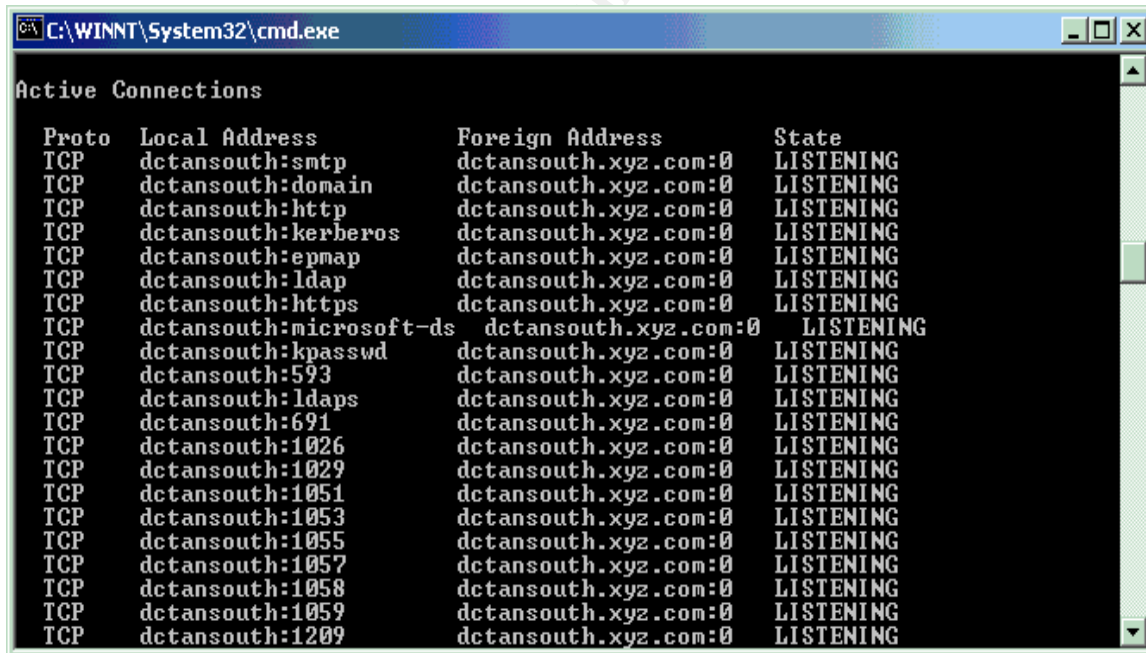 C:\WINNT\System32\cmd.exe
Active Connections
Proto Local Address Foreign Address State
TCP dctansouth:smtp dctansouth.xyz.com:0 LISTENING
TCP dctansouth:domain dctansouth.xyz.com:0 LISTENING
TCP dctansouth:http dctansouth.xyz.com:0 LISTENING
TCP dctansouth:kerberos dctansouth.xyz.com:0 LISTENING
TCP dctansouth:epmap dctansouth.xyz.com:0 LISTENING
TCP dctansouth:ldap dctansouth.xyz.com:0 LISTENING
TCP dctansouth:https dctansouth.xyz.com:0 LISTENING
TCP dctansouth:microsoft-ds dctansouth.xyz.com:0 LISTENING
TCP dctansouth:kpasswd dctansouth.xyz.com:0 LISTENING
TCP dctansouth:593 dctansouth.xyz.com:0 LISTENING
TCP dctansouth:ldaps dctansouth.xyz.com:0 LISTENING
TCP dctansouth:691 dctansouth.xyz.com:0 LISTENING
TCP dctansouth:1026 dctansouth.xyz.com:0 LISTENING
TCP dctansouth:1029 dctansouth.xyz.com:0 LISTENING
TCP dctansouth:1051 dctansouth.xyz.com:0 LISTENING
TCP dctansouth:1053 dctansouth.xyz.com:0 LISTENING
TCP dctansouth:1055 dctansouth.xyz.com:0 LISTENING
TCP dctansouth:1057 dctansouth.xyz.com:0 LISTENING
TCP dctansouth:1058 dctansouth.xyz.com:0 LISTENING
TCP dctansouth:1059 dctansouth.xyz.com:0 LISTENING
TCP dctansouth:1209 dctansouth.xyz.com:0 LISTENING